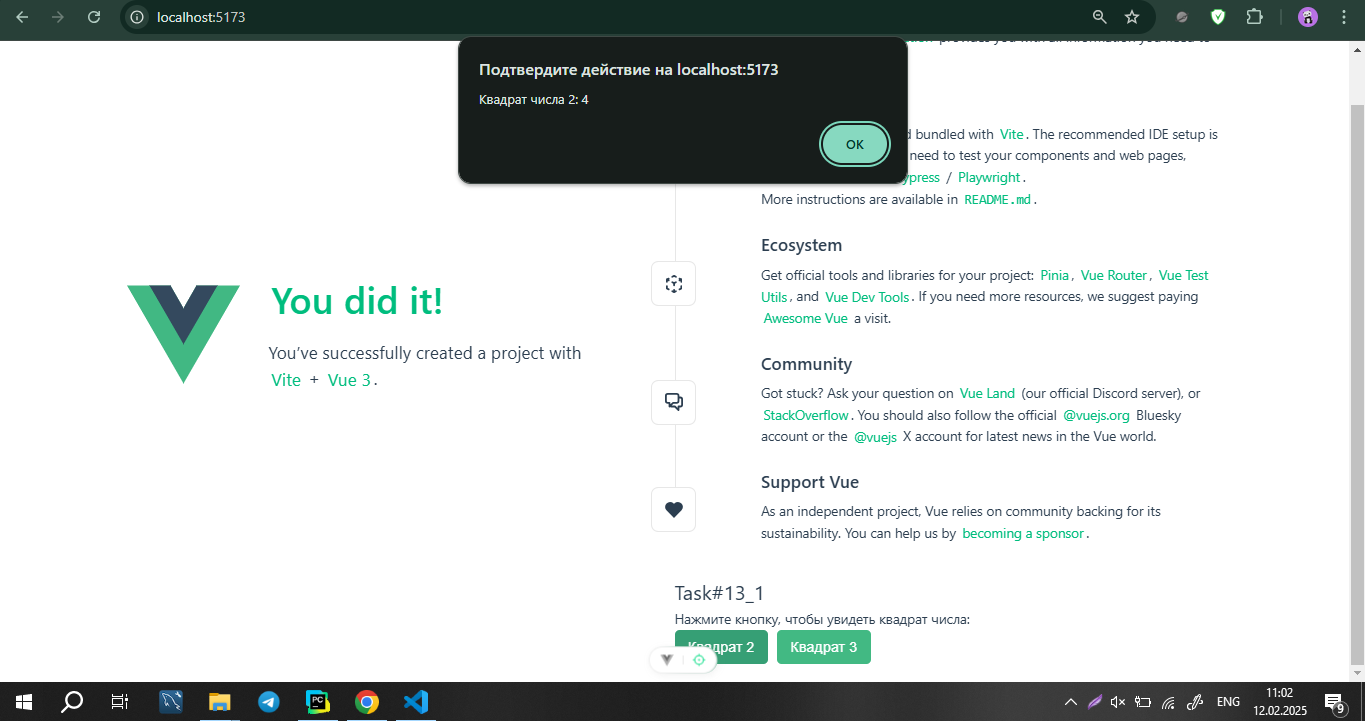 localhost:5173
provides you with all information you need to
Подтвердите действие на localhost:5173
Квадрат числа 2: 4
OK
d bundled with Vite. The recommended IDE setup is
need to test your components and web pages,
ypress / Playwright.
More instructions are available in README.md.
Ecosystem
Get official tools and libraries for your project: Pinia, Vue Router, Vue Test
Utils, and Vue Dev Tools. If you need more resources, we suggest paying
Awesome Vue a visit.
You did it!
You've successfully created a project with
Vite + Vue 3.
Community
Got stuck? Ask your question on Vue Land (our official Discord server), or
StackOverflow. You should also follow the official @vuejs.org Bluesky
account or the @vuejs X account for latest news in the Vue world.
Support Vue
As an independent project, Vue relies on community backing for its
sustainability. You can help us by becoming a sponsor.
Task#13_1
Нажмите кнопку, чтобы увидеть квадрат числа:
Квадрат 2 Квадрат 3
PC
ENG
11:02
12.02.2025
9